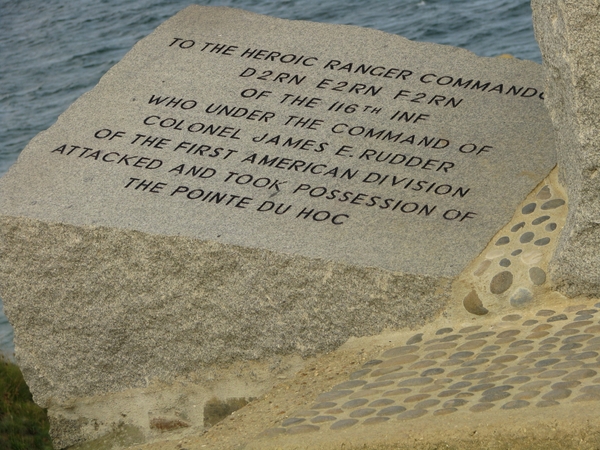 TO THE HEROIC RANGER COMMANDO
D2RN E2RN F2RN
OF THE 116TH INF
WHO UNDER THE COMMAND OF
COLONEL JAMES E. RUDDER
OF THE FIRST AMERICAN DIVISION
ATTACKED AND TOOK POSSESSION OF
THE POINTE DU HOC